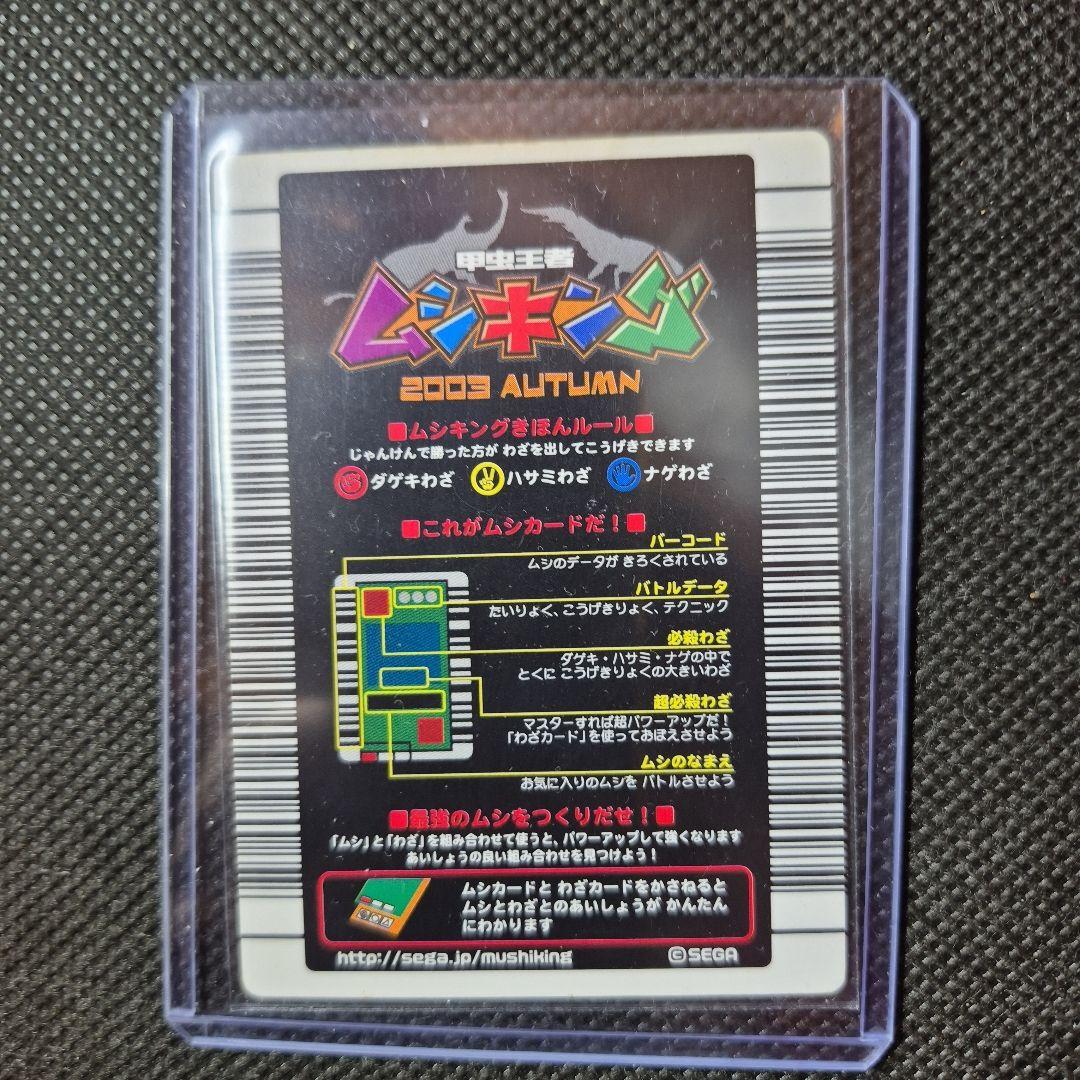 甲虫王者
ムシキング
2003 AUTUMN
■ムシキングきほんルール■
じゃんけんで勝った方が わざを出してこうげきできます
ダゲキわざ ハサミわざ ナゲわざ
■これがムシカードだ！■
バーコード
ムシのデータが きろくされている
バトルデータ
たいりょく、こうげきりょく、テクニック
必殺わざ
ダゲキ・ハサミ・ナゲの中で
とくに こうげきりょくの大きいわざ
超必殺わざ
マスターすれば超パワーアップだ！
「わざカード」を使っておぼえさせよう
ムシのなまえ
お気に入りのムシを バトルさせよう
■最強のムシをつくりだせ！■
「ムシ」と「わざ」を組み合わせて使うと、パワーアップして強くなります
あいしょうの良い組み合わせを見つけよう！
ムシカードと わざカードをかさねると
ムシとわざとのあいしょうが かんたん
にわかります
http://sega.jp/mushiking ©SEGA